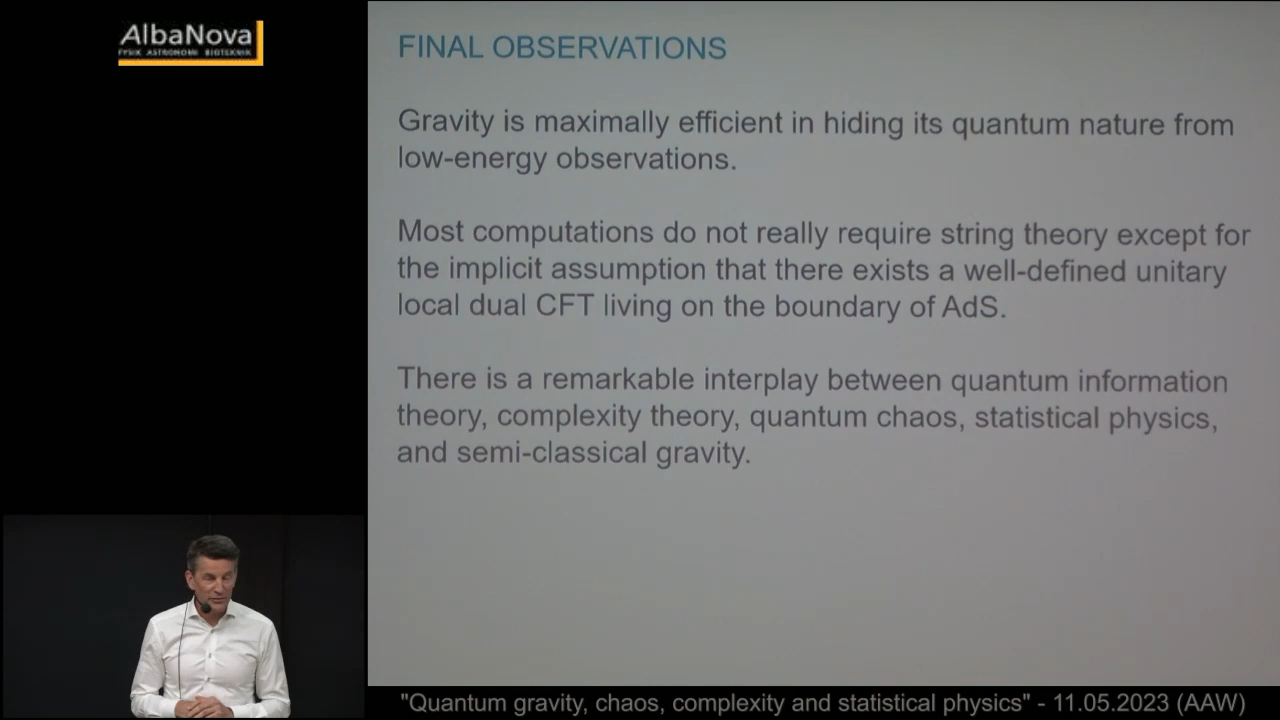 AlbaNova
FYSIK ASTRONOMI BIOTEKNIK
FINAL OBSERVATIONS
Gravity is maximally efficient in hiding its quantum nature from
low-energy observations.
Most computations do not really require string theory except for
the implicit assumption that there exists a well-defined unitary
local dual CFT living on the boundary of AdS.
There is a remarkable interplay between quantum information
theory, complexity theory, quantum chaos, statistical physics,
and semi-classical gravity.
"Quantum gravity, chaos, complexity and statistical physics" - 11.05.2023 (AAW)